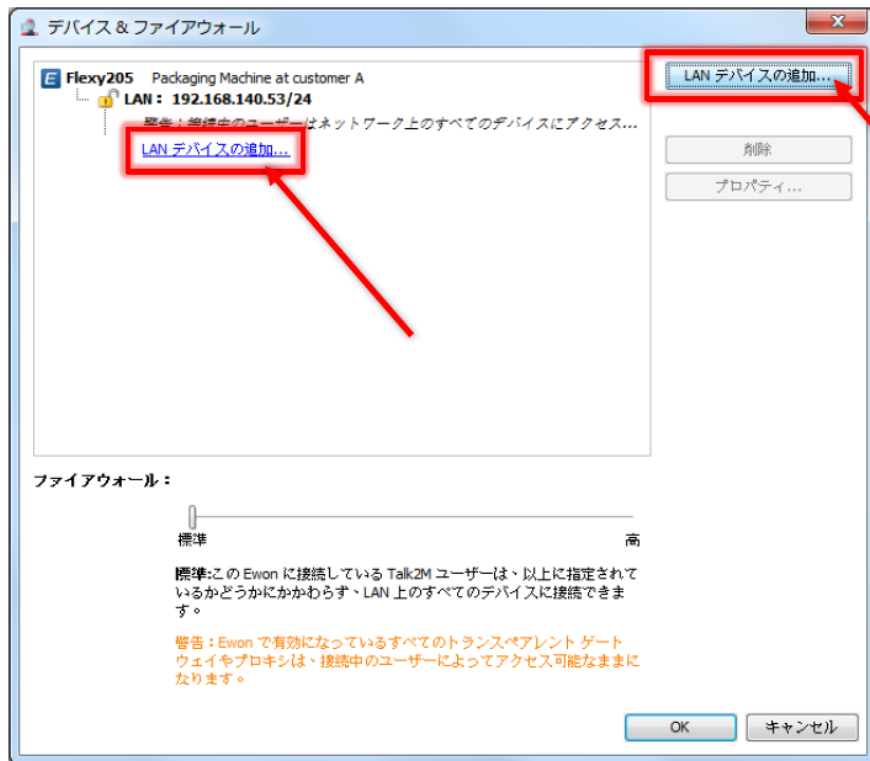 デバイス & ファイアウォール
Flexy205 Packaging Machine at customer A
LAN デバイスの追加...
LAN : 192.168.140.53/24
警告 : 接続中のユーザーはネットワーク上のすべてのデバイスにアクセス...
LAN デバイスの追加...
削除
プロパティ...
ファイアウォール :
標準
高
標準:この Ewon に接続している Talk2M ユーザーは、以上に指定されて
いるかどうかにかかわらず、LAN 上のすべてのデバイスに接続できま
す。
警告 : Ewon で有効になっているすべてのトランスペアレント ゲート
ウェイやプロキシは、接続中のユーザーによってアクセス可能なままに
なります。
OK
キャンセル